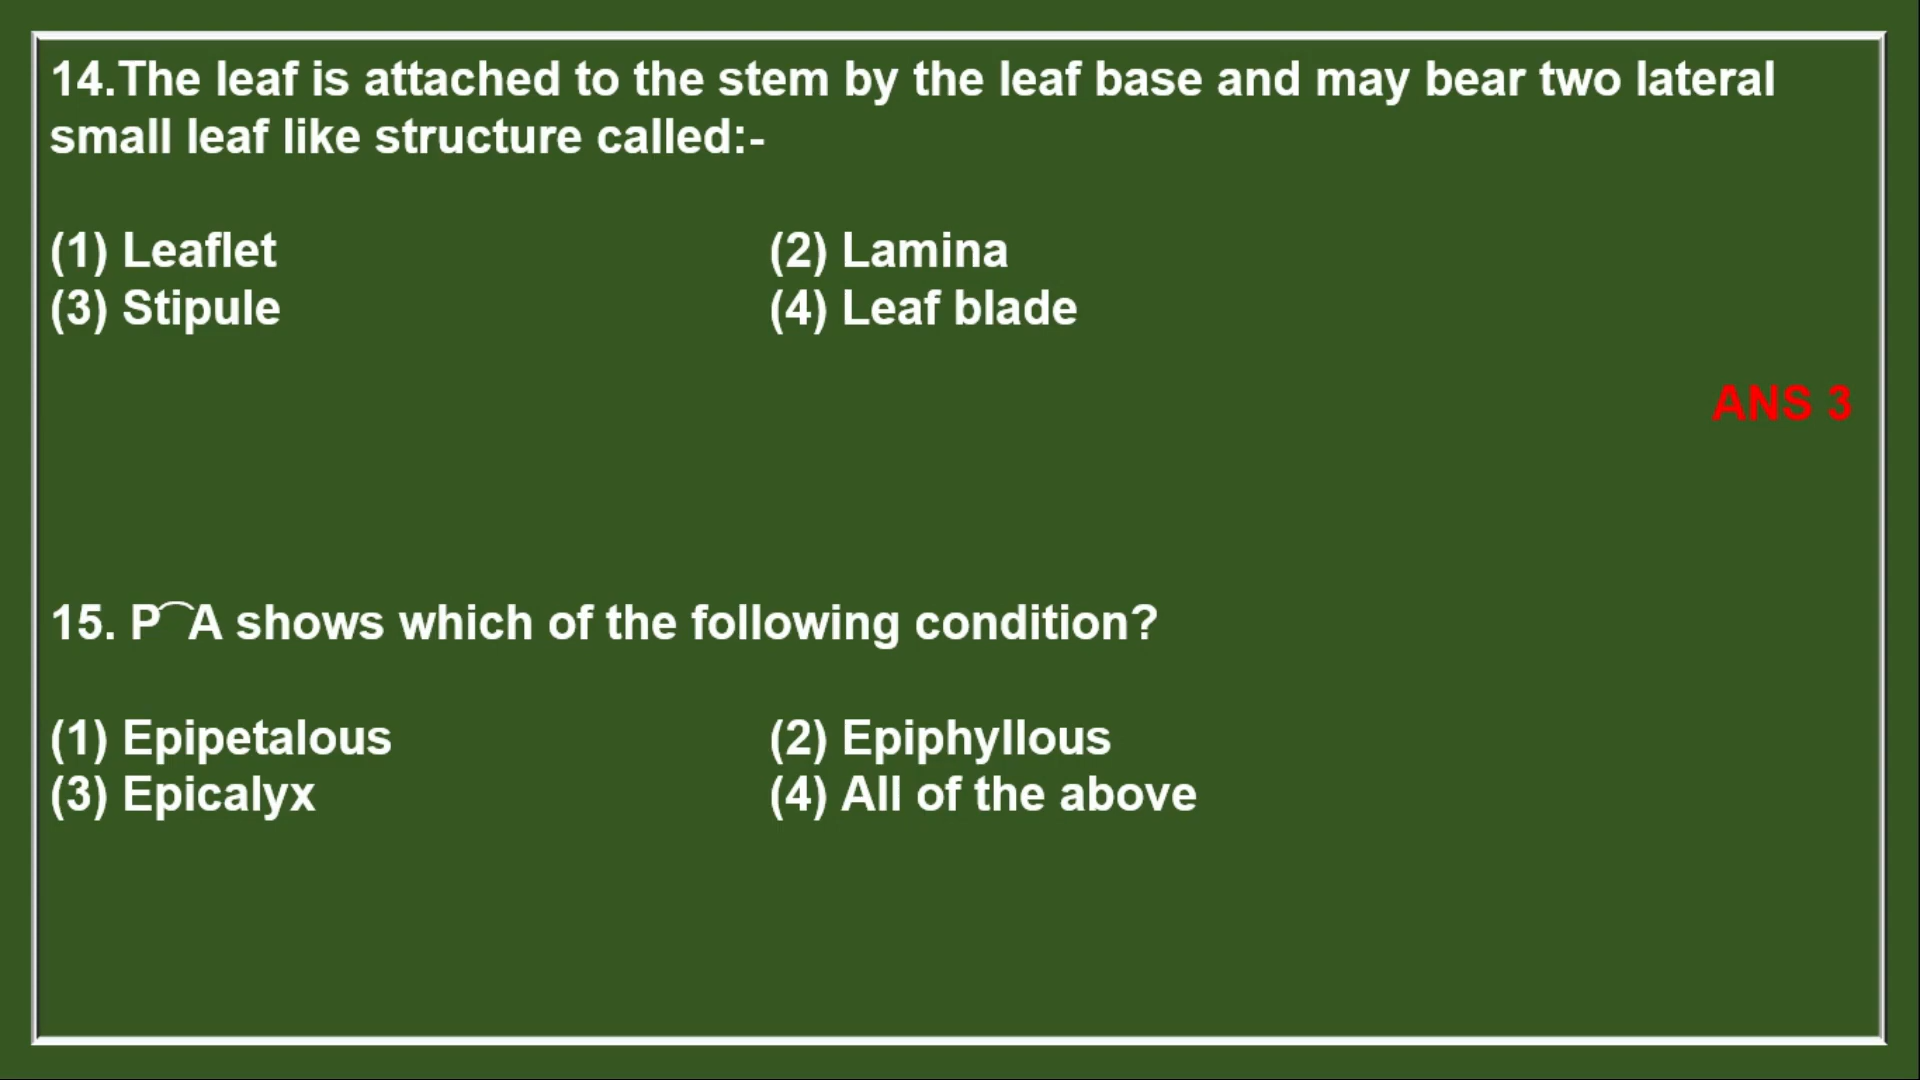 14.The leaf is attached to the stem by the leaf base and may bear two lateral
small leaf like structure called:-
(1) Leaflet (2) Lamina
(3) Stipule (4) Leaf blade
ANS 3
15. P⁀A shows which of the following condition?
(1) Epipetalous (2) Epiphyllous
(3) Epicalyx (4) All of the above